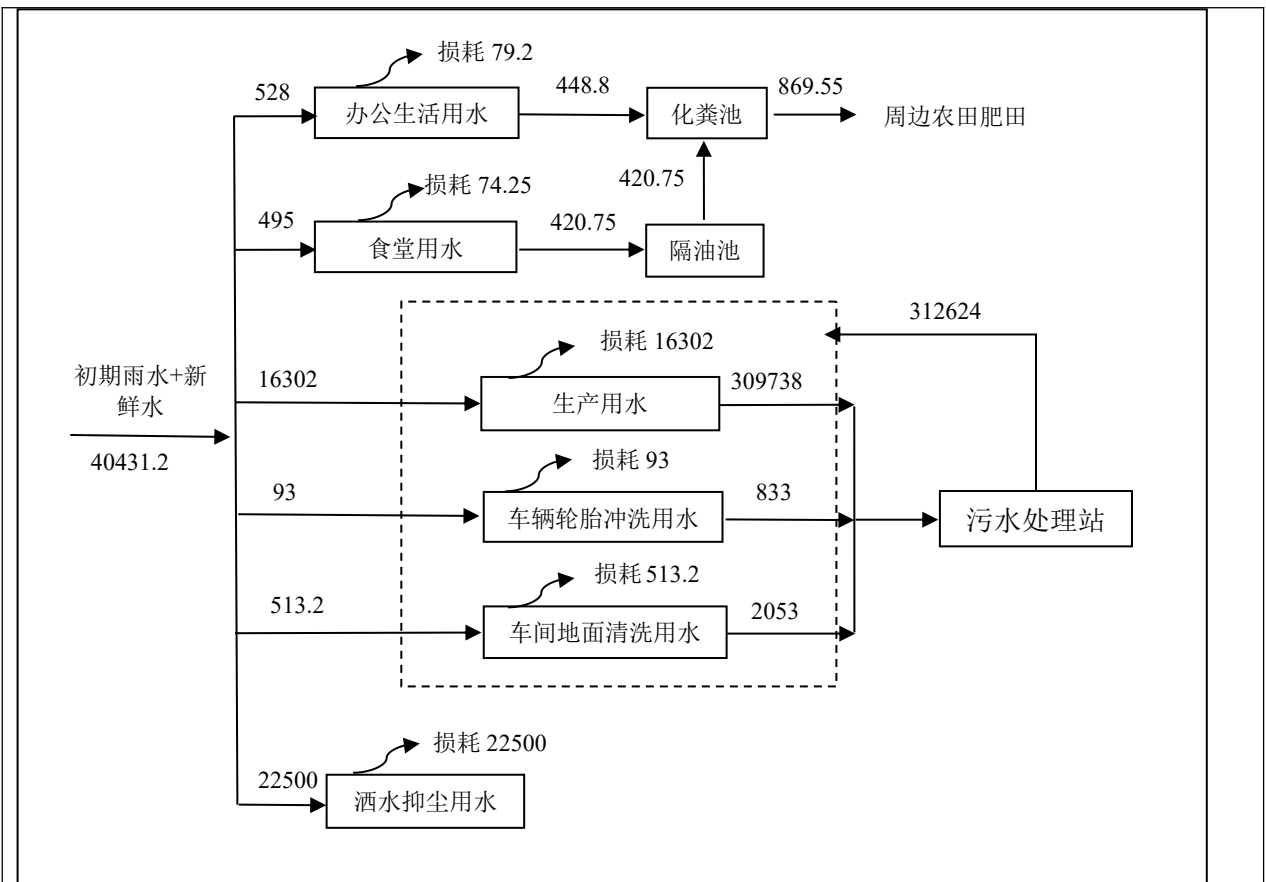 损耗 79.2
528
办公生活用水
448.8
化粪池
869.55
周边农田肥田
损耗 74.25
420.75
495
食堂用水
420.75
隔油池
312624
损耗 16302
初期雨水+新
鲜水
40431.2
16302
生产用水
309738
损耗 93
93
车辆轮胎冲洗用水
833
污水处理站
损耗 513.2
513.2
车间地面清洗用水
2053
损耗 22500
22500
洒水抑尘用水